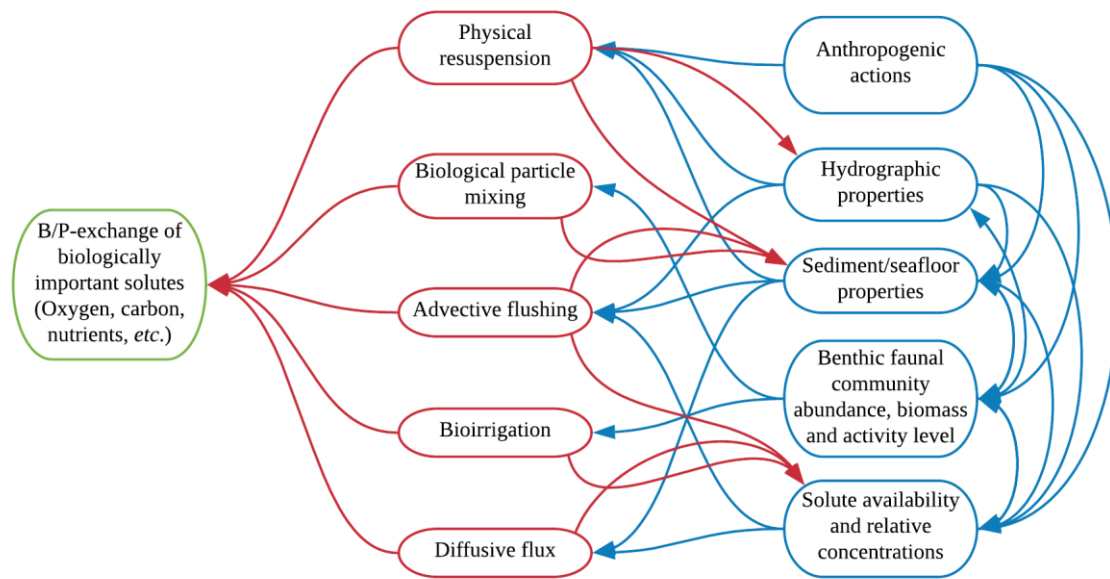 Physical
resuspension
Anthropogenic
actions
Biological particle
mixing
Hydrographic
properties
B/P-exchange of
biologically
important solutes
(Oxygen, carbon,
nutrients, etc.)
Advective flushing
Sediment/seafloor
properties
Bioirrigation
Benthic faunal
community
abundance, biomass
and activity level
Diffusive flux
Solute availability
and relative
concentrations